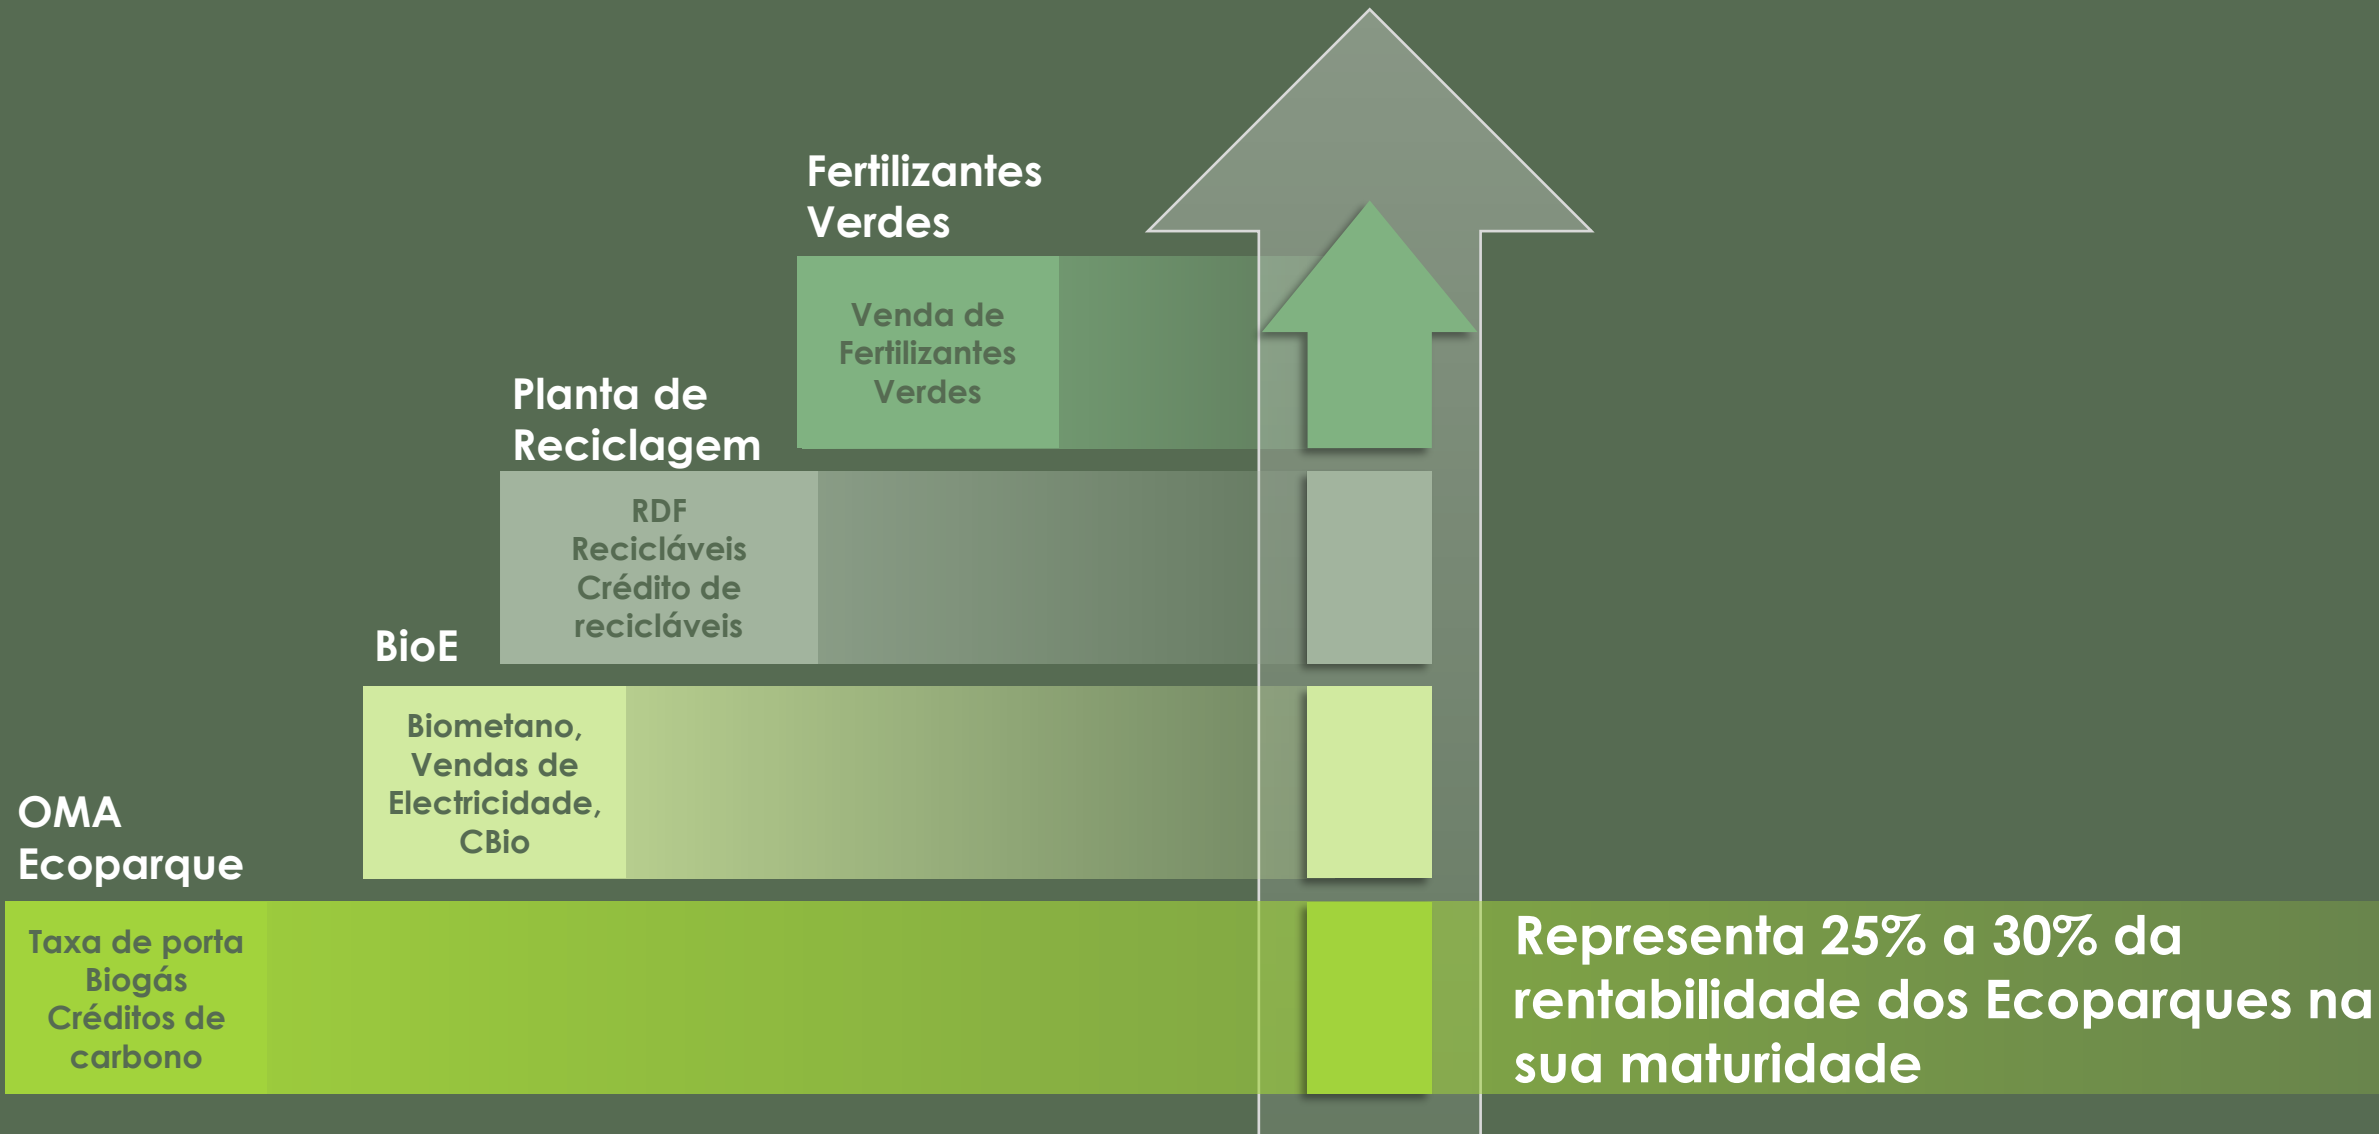 Fertilizantes
Verdes
Venda de
Fertilizantes
Verdes
Planta de
Reciclagem
RDF
Recicláveis
Crédito de
recicláveis
BioE
Biometano,
Vendas de
Electricidade,
CBio
OMA
Ecoparque
Taxa de porta
Biogás
Créditos de
carbono
Representa 25% a 30% da
rentabilidade dos Ecoparques na
sua maturidade